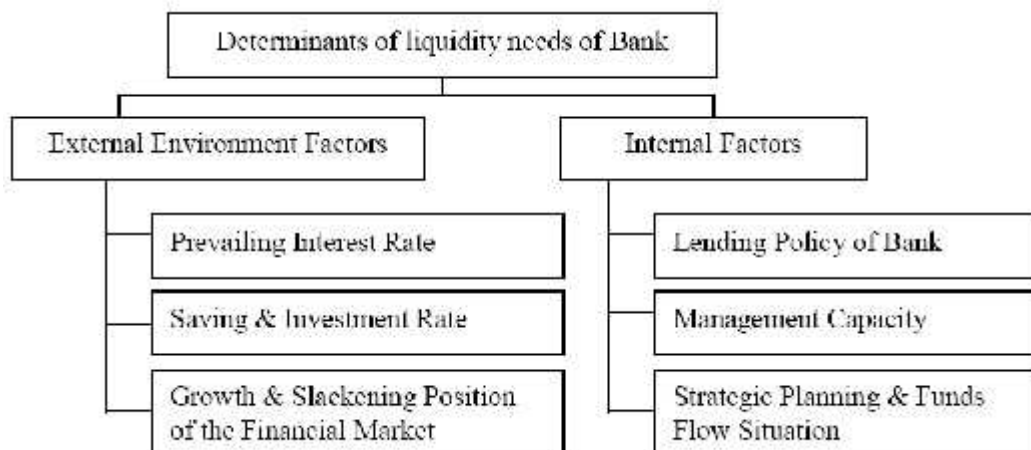 Determinants of liquidity needs of Bank
External Environment Factors
Prevailing Interest Rate
Saving & Investment Rate
Growth & Slackening Position
of the Financial Market
Internal Factors
Lending Policy of Bank
Management Capacity
Strategic Planning & Funds
Flow Situation